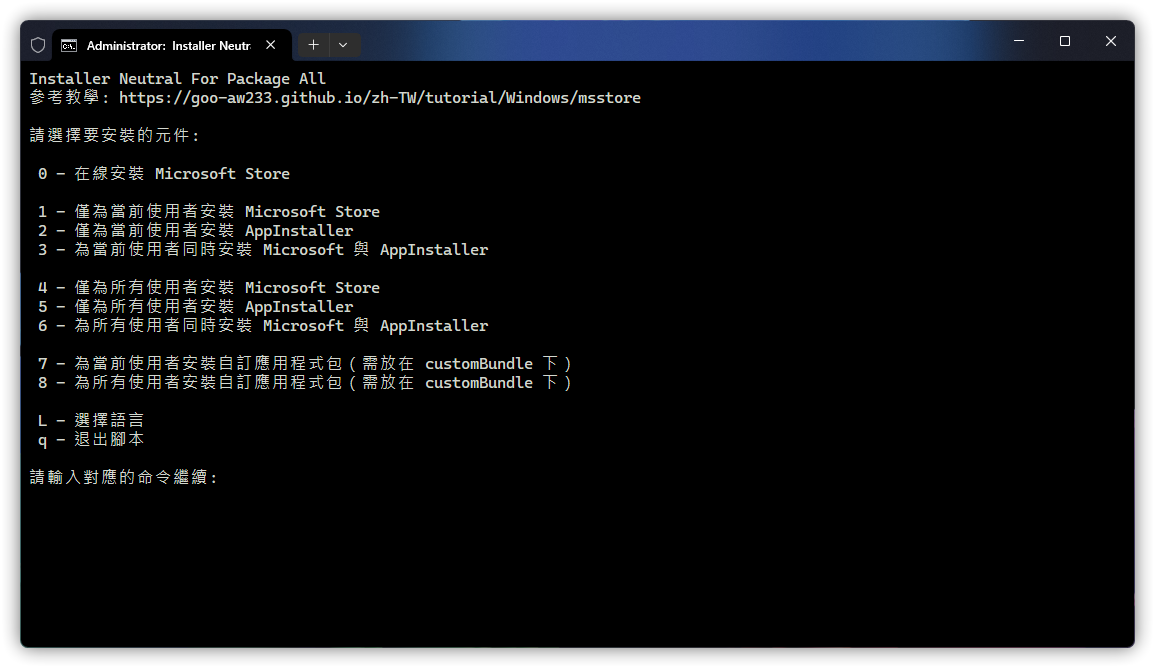 Administrator: Installer Neutr
Installer Neutral For Package All
參考教學: https://goo-aw233.github.io/zh-TW/tutorial/Windows/msstore
請選擇要安裝的元件:
0 - 在線安裝 Microsoft Store
1 - 僅為當前使用者安裝 Microsoft Store
2 - 僅為當前使用者安裝 AppInstaller
3 - 為當前使用者同時安裝 Microsoft 與 AppInstaller
4 - 僅為所有使用者安裝 Microsoft Store
5 - 僅為所有使用者安裝 AppInstaller
6 - 為所有使用者同時安裝 Microsoft 與 AppInstaller
7 - 為當前使用者安裝自訂應用程式包 (需放在 customBundle 下)
8 - 為所有使用者安裝自訂應用程式包 (需放在 customBundle 下)
L - 選擇語言
q - 退出腳本
請輸入對應的命令繼續: